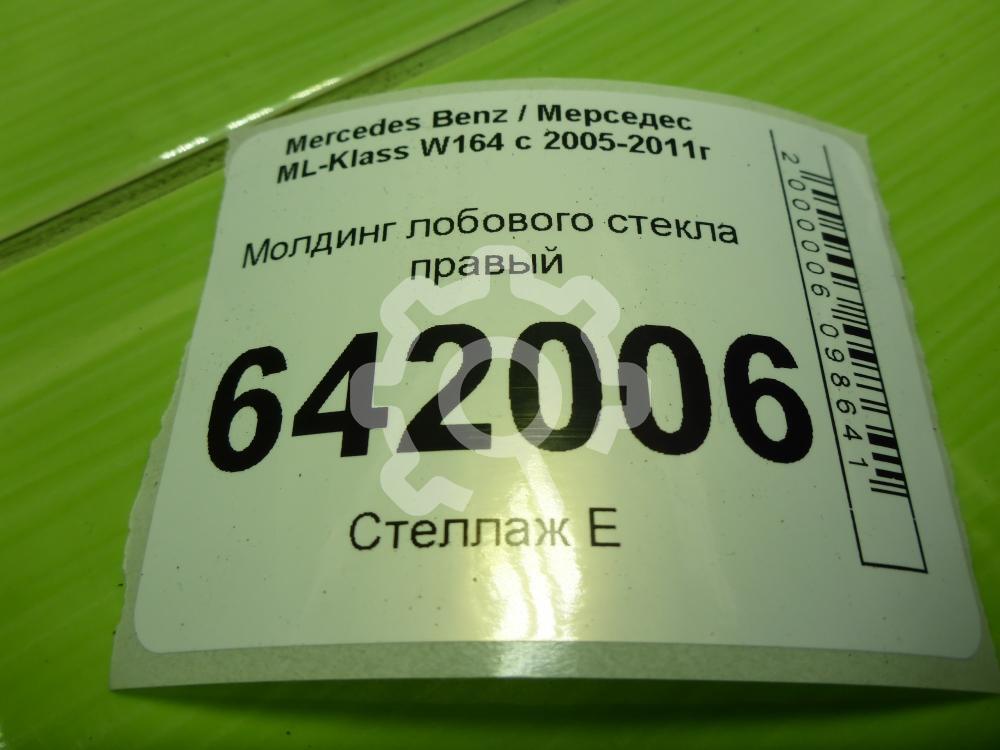 Mercedes Benz / Мерседес
ML-Klass W164 с 2005-2011г
Молдинг лобового стекла
правый
642006
Стеллаж Е
2000006098641